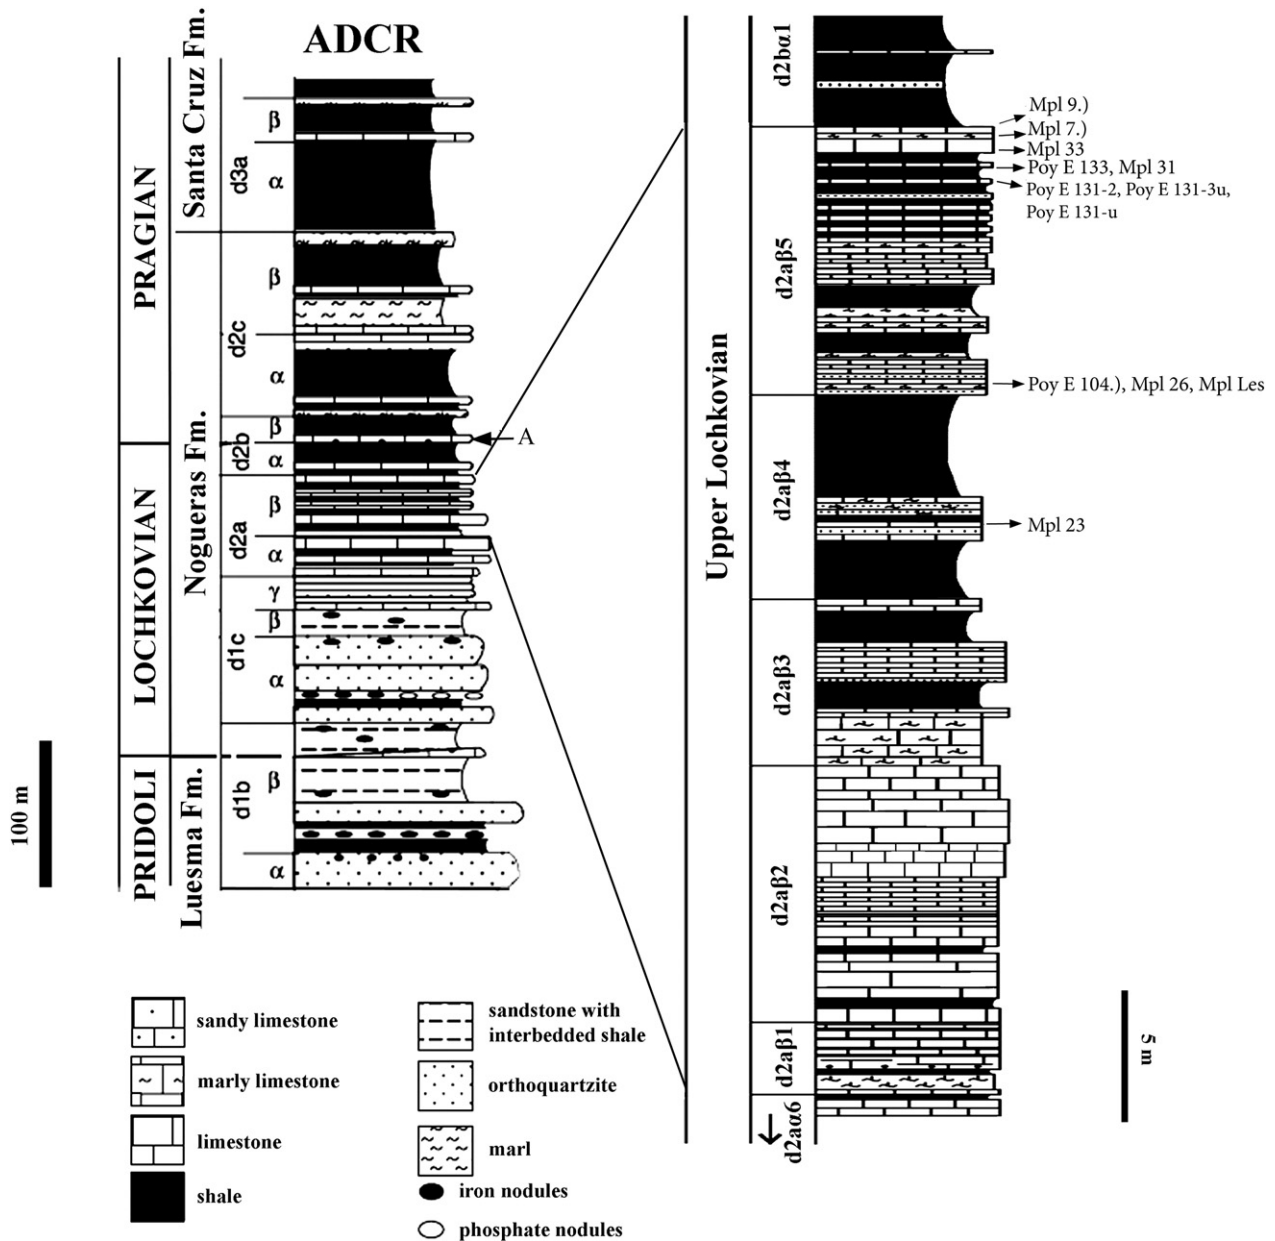 ADCR
Santa Cruz Fm.
Nogueras Fm.
Luesma Fm.
PRAGIAN
LOCHKOVIAN
PRIDOLI
d3a
β
α
d2c
β
α
d2b
β
α
d2a
β
α
d1c
γ
β
α
d1b
β
α
A
100 m
Upper Lochkovian
d2bα1
d2aβ5
d2aβ4
d2aβ3
d2aβ2
d2aβ1
d2aα6
Mpl 9.)
Mpl 7.)
Mpl 33
Poy E 133, Mpl 31
Poy E 131-2, Poy E 131-3u,
Poy E 131-u
Poy E 104.), Mpl 26, Mpl Les
Mpl 23
5 m
sandy limestone
marly limestone
limestone
shale
sandstone with
interbedded shale
orthoquartzite
marl
iron nodules
phosphate nodules